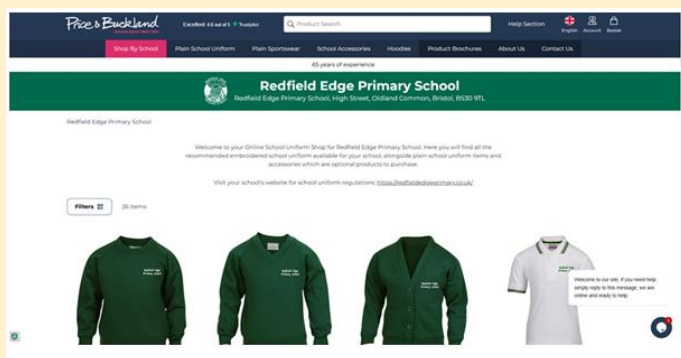 Price & Buckland
Excellent 4.6 out of 5 Trustpilot
Product Search
Help Section
English
Account
Basket
Shop By School
Plain School Uniform
Plain Sportswear
School Accessories
Hoodies
Product Brochures
About Us
Contact Us
65 years of experience
Redfield Edge Primary School
Redfield Edge Primary School, High Street, Oldland Common, Bristol, BS30 9TL
Redfield Edge Primary School
Welcome to your Online School Uniform Shop for Redfield Edge Primary School. Here you will find all the
recommended embroidered school uniform available for your school, alongside plain school uniform items and
accessories which are optional products to purchase.
Visit your school's website for school uniform regulations: https://redfieldedgeprimary.co.uk/
Filters
26 Items
Redfield Edge
Primary School
Redfield Edge
Primary School
Redfield Edge
Primary School
Welcome to our site, if you need help
simply reply to this message, we are
online and ready to help.